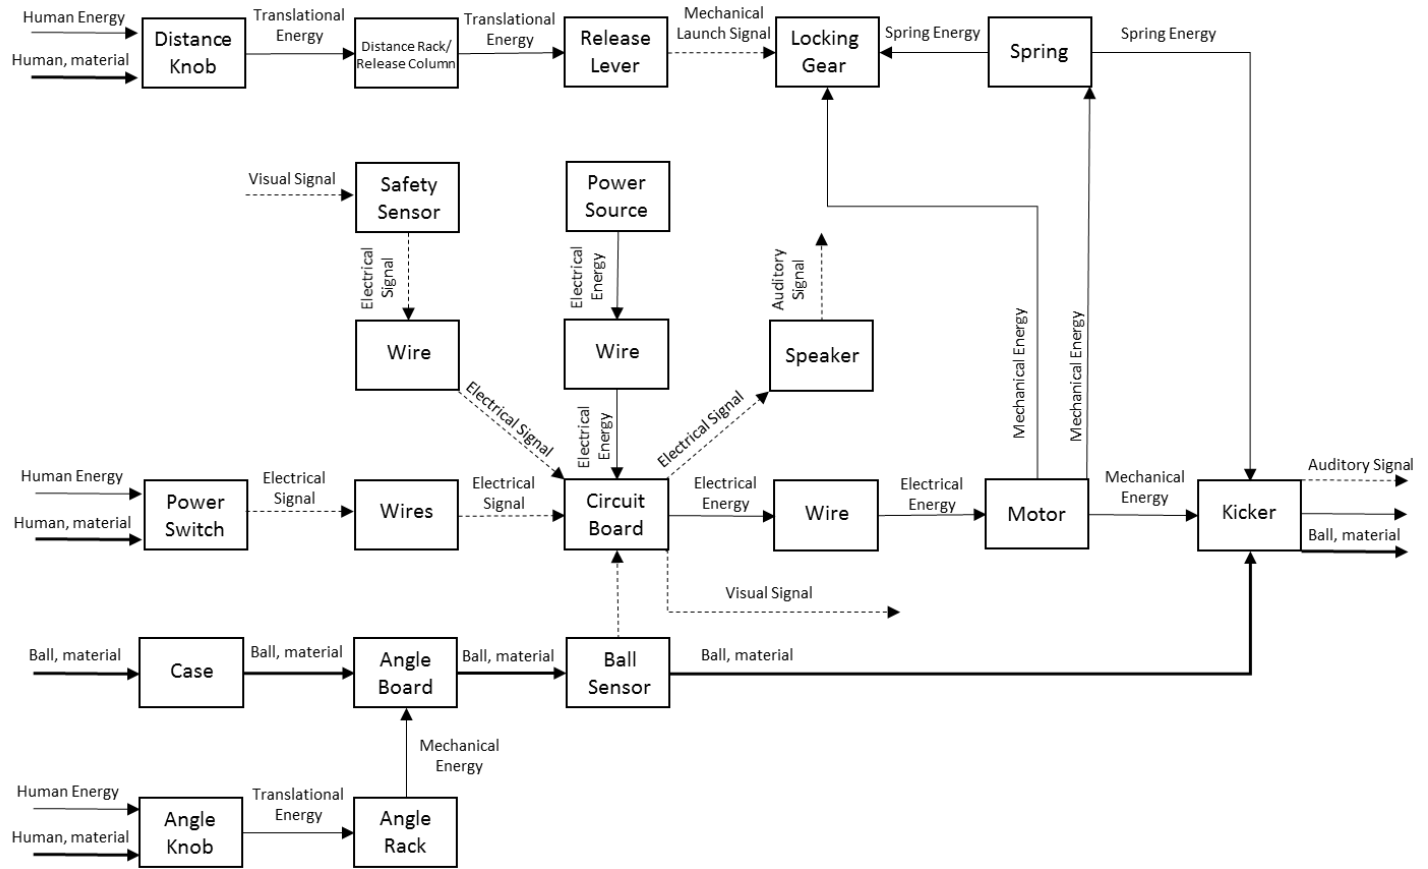 Human Energy
Human, material
Distance
Knob
Translational
Energy
Distance Rack/
Release Column
Translational
Energy
Release
Lever
Mechanical
Launch Signal
Locking
Gear
Spring Energy
Spring
Spring Energy
Visual Signal
Safety
Sensor
Power
Source
Electrical
Signal
Electrical
Energy
Auditory
Signal
Wire
Wire
Speaker
Mechanical Energy
Mechanical Energy
Electrical Signal
Electrical
Energy
Electrical Signal
Human Energy
Human, material
Power
Switch
Electrical
Signal
Wires
Electrical
Signal
Circuit
Board
Electrical
Energy
Wire
Electrical
Energy
Motor
Mechanical
Energy
Kicker
Auditory Signal
Ball, material
Visual Signal
Ball, material
Case
Ball, material
Angle
Board
Ball, material
Ball
Sensor
Ball, material
Mechanical
Energy
Human Energy
Human, material
Angle
Knob
Translational
Energy
Angle
Rack